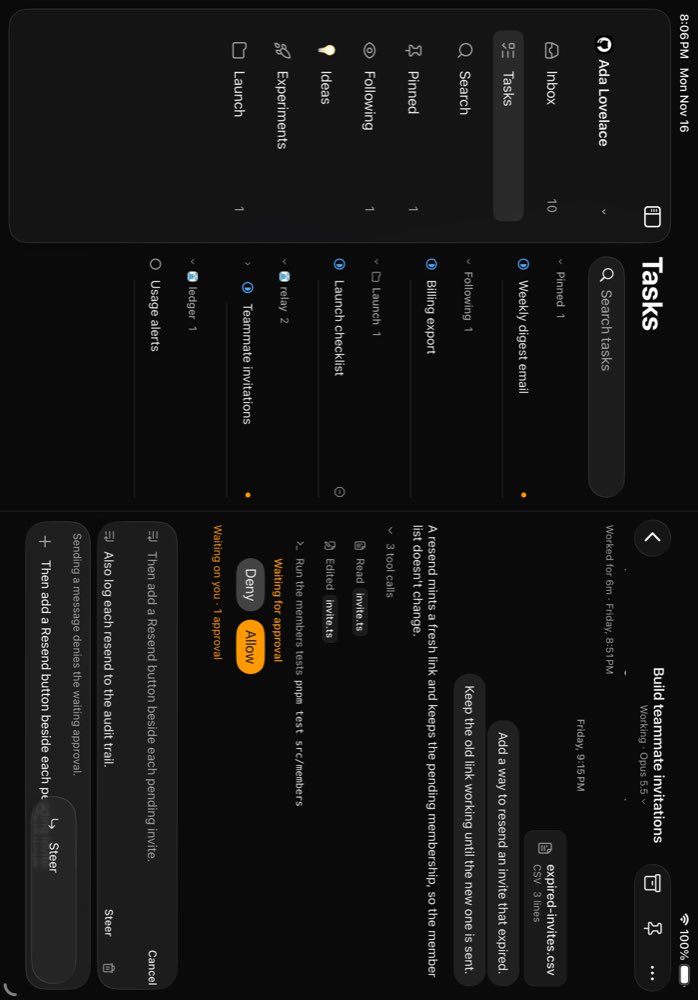 8:06 PM Mon Nov 16
100%
Ada Lovelace
Inbox 10
Tasks
Search
Pinned 1
Following 1
Ideas
Experiments
Launch 1
Tasks
Search tasks
Pinned 1
Weekly digest email
Following 1
Billing export
Launch 1
Launch checklist
relay 2
Teammate invitations
ledger 1
Usage alerts
Build teammate invitations
Working · Opus 5.5
Worked for 6m · Friday, 8:51 PM
Friday, 9:15 PM
expired-invites.csv
CSV 3 lines
Add a way to resend an invite that expired.
Keep the old link working until the new one is sent.
A resend mints a fresh link and keeps the pending membership, so the member
list doesn't change.
3 tool calls
Read invite.ts
Edited invite.ts
Run the members tests pnpm test src/members
Waiting for approval
Deny Allow
Waiting on you · 1 approval
Then add a Resend button beside each pending invite. Cancel
Also log each resend to the audit trail. Steer
Sending a message denies the waiting approval.
Then add a Resend button beside each
Steer